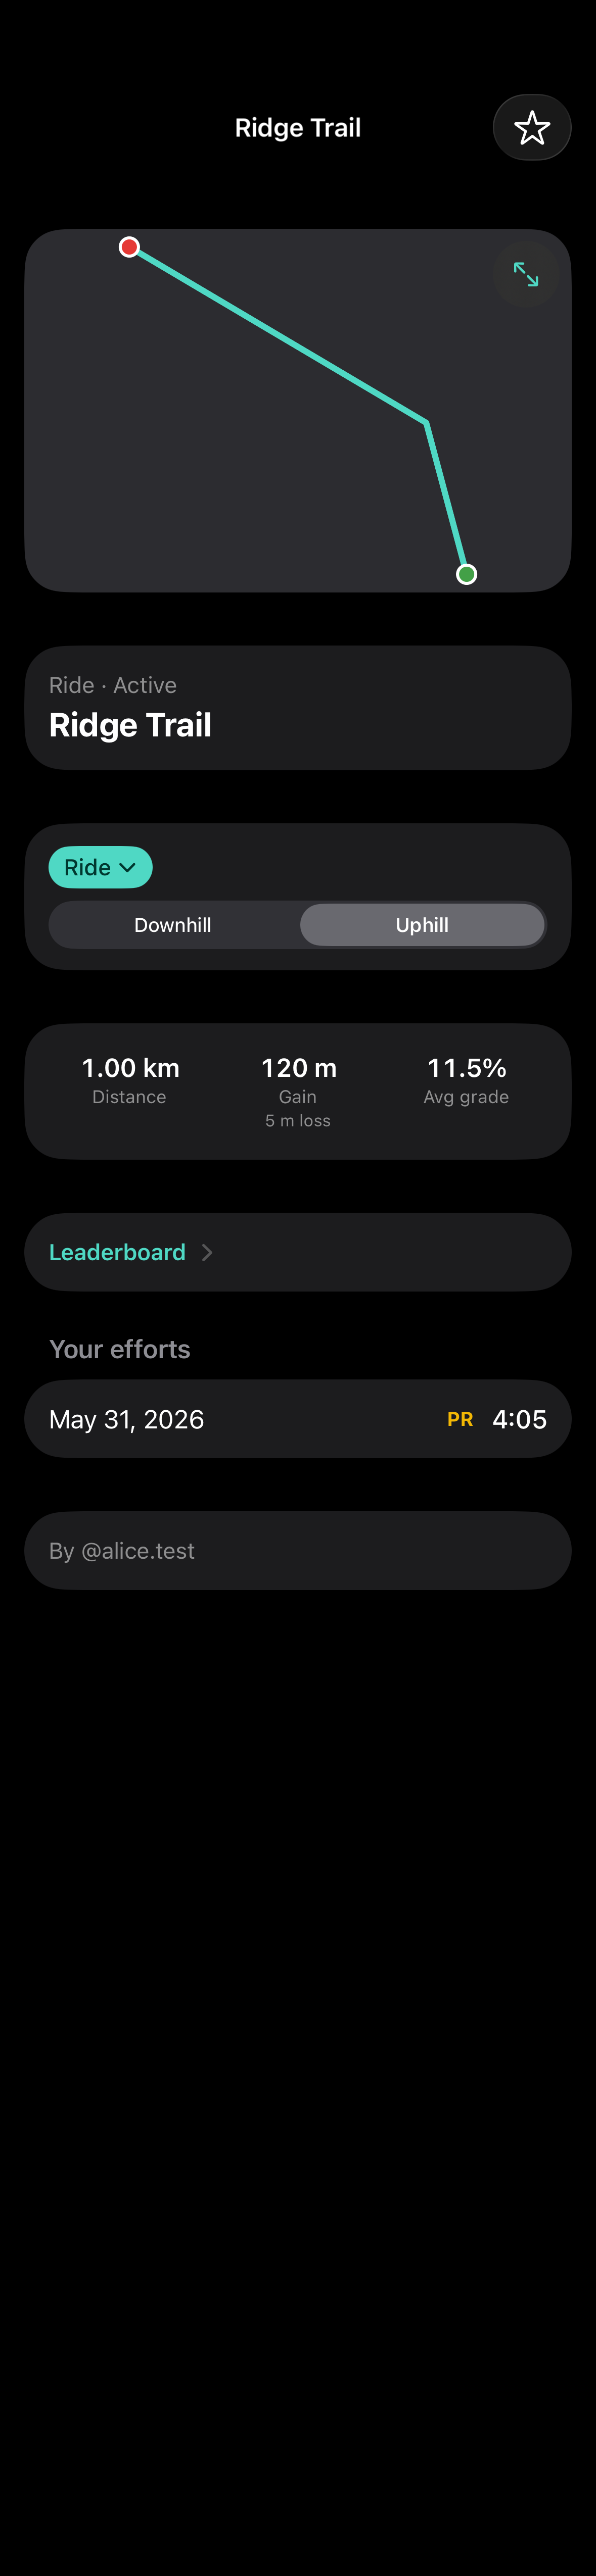 Ridge Trail
Ride · Active
Ridge Trail
Ride
Downhill
Uphill
1.00 km
120 m
11.5%
Distance
Gain
Avg grade
5 m loss
Leaderboard
Your efforts
May 31, 2026
PR
4:05
By @alice.test